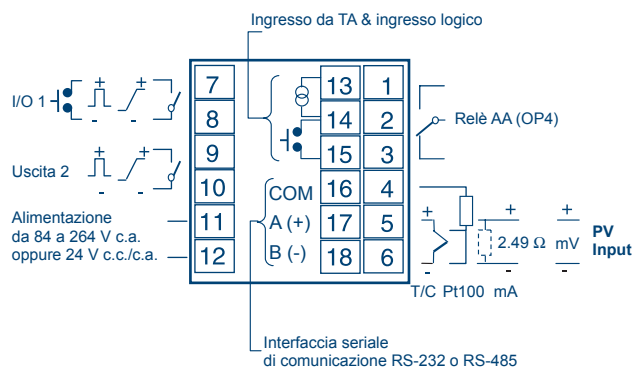 Ingresso da TA & ingresso logico
I/O 1
+ +
- -
7
8
13 1
14 2
15 3
Relè AA (OP4)
Uscita 2
+ +
- -
9
10
COM 16 4
A (+) 17 5
B (-) 18 6
Alimentazione
da 84 a 264 V c.a.
oppure 24 V c.c./c.a.
11
12
+ + +
2.49 Ω mV
PV
Input
- - -
T/C Pt100 mA
Interfaccia seriale
di comunicazione RS-232 o RS-485